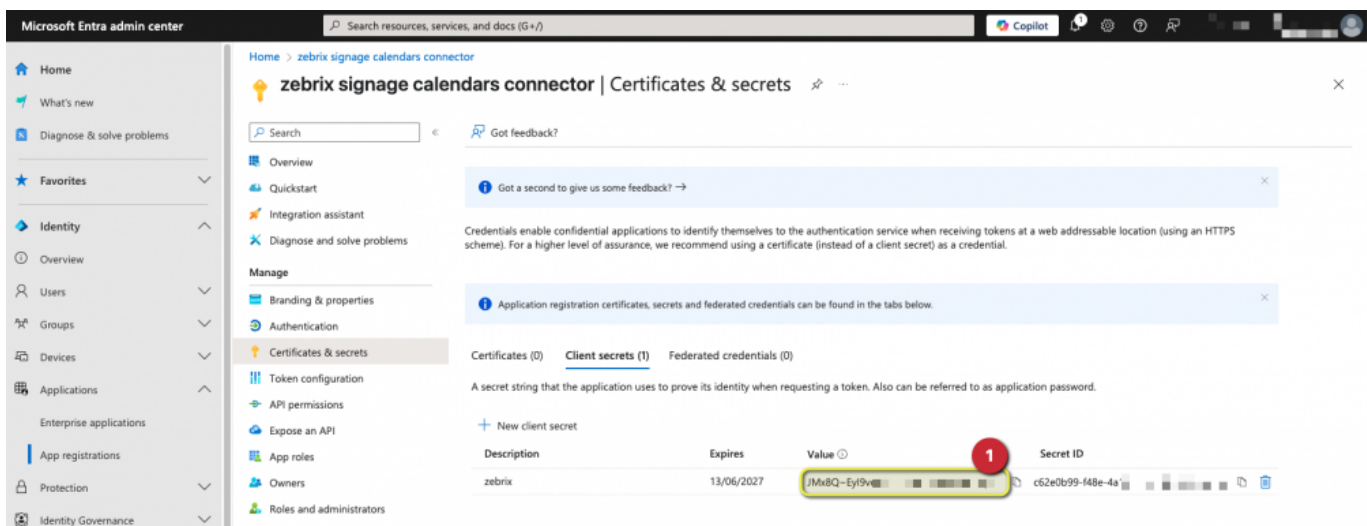 Microsoft Entra admin center
Search resources, services, and docs (G+/)
Copilot
1
Home
What's new
Diagnose & solve problems
Favorites
Identity
Overview
Users
Groups
Devices
Applications
Enterprise applications
App registrations
Protection
Identity Governance
Home > zebrix signage calendars connector
zebrix signage calendars connector | Certificates & secrets
Search
Overview
Quickstart
Integration assistant
Diagnose and solve problems
Manage
Branding & properties
Authentication
Certificates & secrets
Token configuration
API permissions
Expose an API
App roles
Owners
Roles and administrators
Got feedback?
Got a second to give us some feedback? →
Credentials enable confidential applications to identify themselves to the authentication service when receiving tokens at a web addressable location (using an HTTPS
scheme). For a higher level of assurance, we recommend using a certificate (instead of a client secret) as a credential.
Application registration certificates, secrets and federated credentials can be found in the tabs below.
Certificates (0) Client secrets (1) Federated credentials (0)
A secret string that the application uses to prove its identity when requesting a token. Also can be referred to as application password.
New client secret
Description Expires Value 1 Secret ID
zebrix 13/06/2027